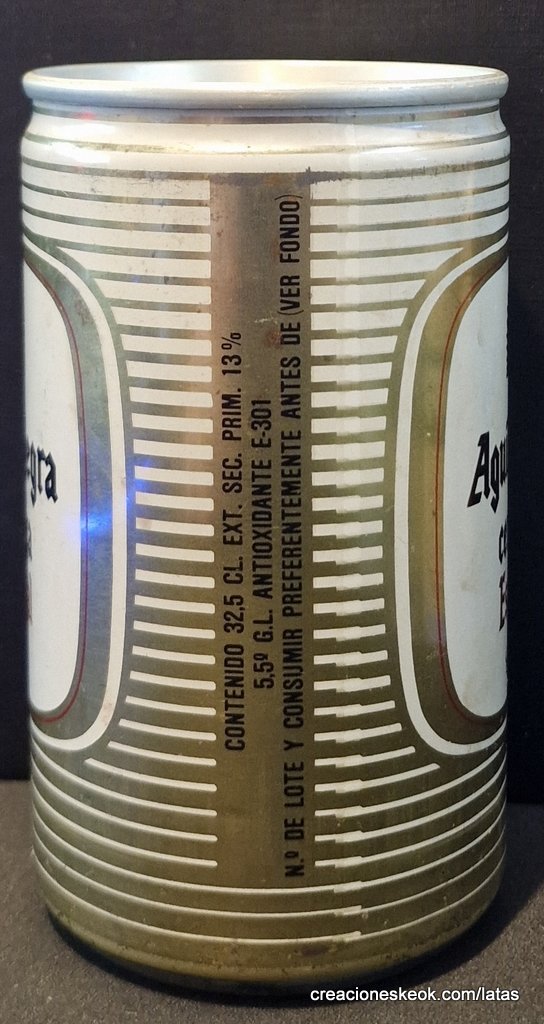 CONTENIDO 32,5 CL. EXT. SEC. PRIM. 13%
5,5º G.L. ANTIOXIDANTE E-301
N.º DE LOTE Y CONSUMIR PREFERENTEMENTE ANTES DE (VER FONDO)
creacioneskeok.com/latas